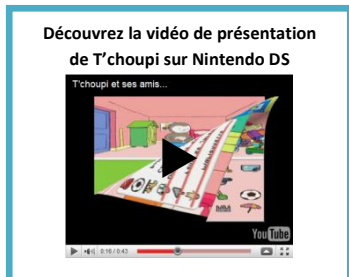 Découvrez la vidéo de présentation
de T'choupi sur Nintendo DS
T'choupi et ses amis...
You Tube
0:16 / 0:43